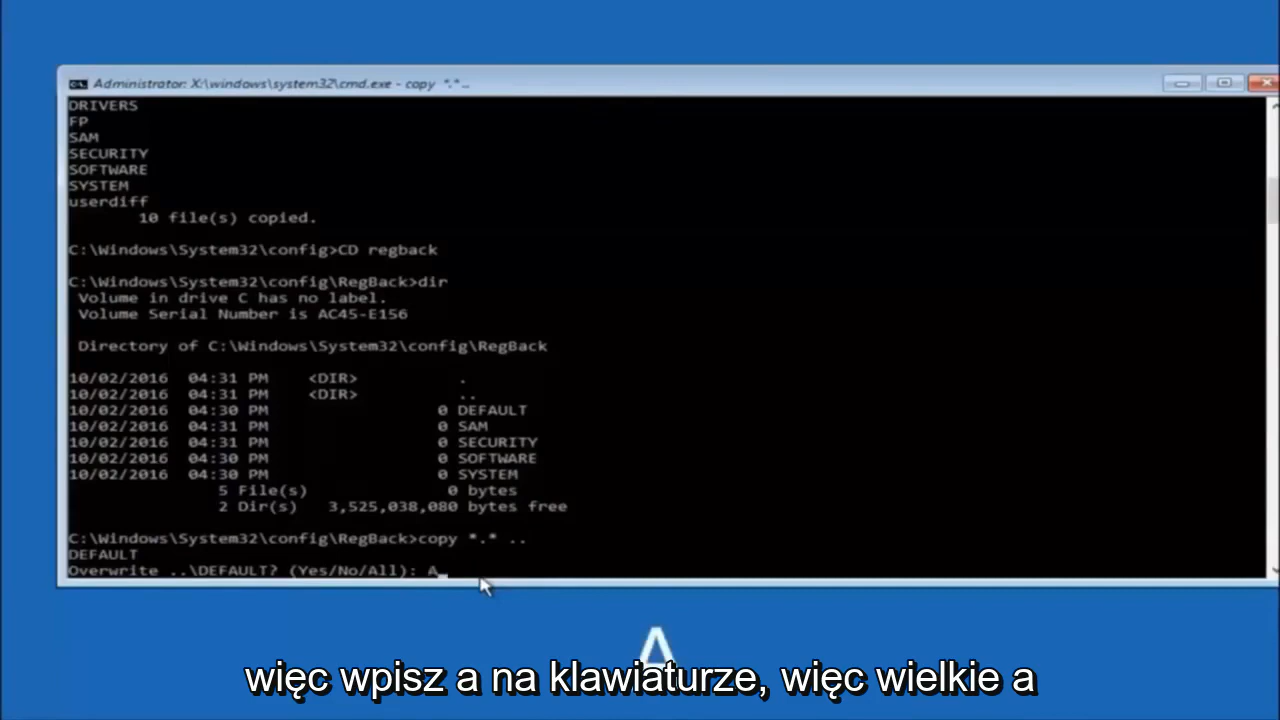 Administrator: X:\windows\system32\cmd.exe - copy *.* ..
DRIVERS
FP
SAM
SECURITY
SOFTWARE
SYSTEM
userdiff
10 file(s) copied.
C:\Windows\System32\config>CD regback
C:\Windows\System32\config\RegBack>dir
Volume in drive C has no label.
Volume Serial Number is AC45-E156
Directory of C:\Windows\System32\config\RegBack
10/02/2016 04:31 PM <DIR> .
10/02/2016 04:31 PM <DIR> ..
10/02/2016 04:30 PM 0 DEFAULT
10/02/2016 04:31 PM 0 SAM
10/02/2016 04:31 PM 0 SECURITY
10/02/2016 04:30 PM 0 SOFTWARE
10/02/2016 04:30 PM 0 SYSTEM
5 File(s) 0 bytes
2 Dir(s) 3,525,038,080 bytes free
C:\Windows\System32\config\RegBack>copy *.* ..
DEFAULT
Overwrite ..\DEFAULT? (Yes/No/All): A_
A
więc wpisz a na klawiaturze, więc wielkie a